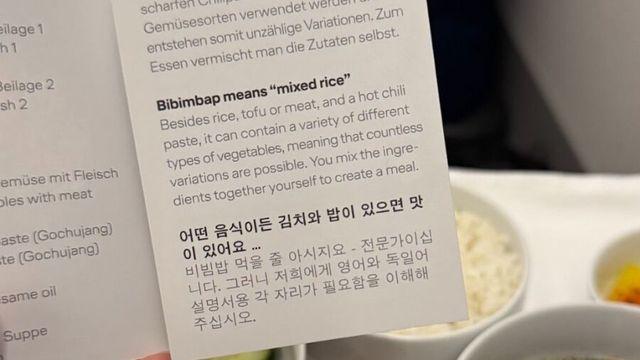 Beilage 1
sh 1
Beilage 2
sh 2
emüse mit Fleisch
bles with meat
aste (Gochujang)
ste (Gochujang)
same oil
Suppe
scharfen Chilipa
Gemüsesorten verwendet werden
entstehen somit unzählige Variationen. Zum
Essen vermischt man die Zutaten selbst.
Bibimbap means “mixed rice”
Besides rice, tofu or meat, and a hot chili
paste, it can contain a variety of different
types of vegetables, meaning that countless
variations are possible. You mix the ingre-
dients together yourself to create a meal.
어떤 음식이든 김치와 밥이 있으면 맛
이 있어요 ...
비빔밥 먹을 줄 아시지요 - 전문가이십
니다. 그러니 저희에게 영어와 독일어
설명서용 각 자리가 필요함을 이해해
주십시오.